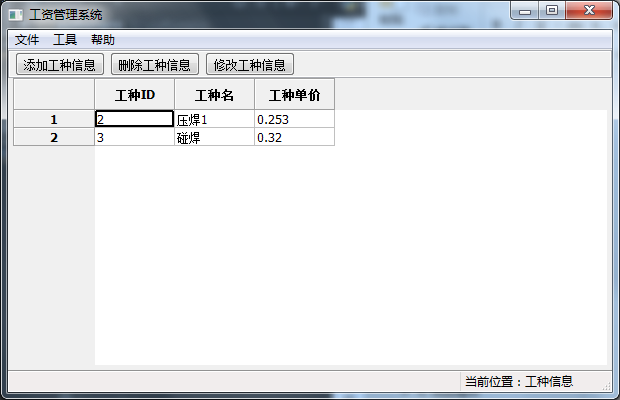 工资管理系统
文件 工具 帮助
添加工种信息 删除工种信息 修改工种信息
工种ID 工种名 工种单价
1 2 压焊1 0.253
2 3 碰焊 0.32
当前位置：工种信息